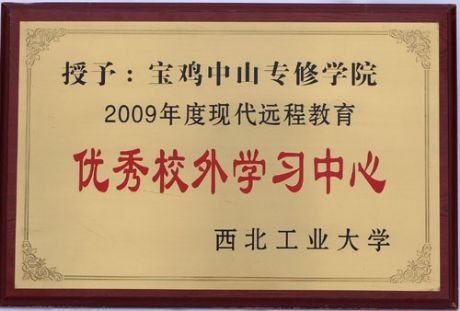 授予：宝鸡中山专修学院
2009年度现代远程教育
优秀校外学习中心
西北工业大学